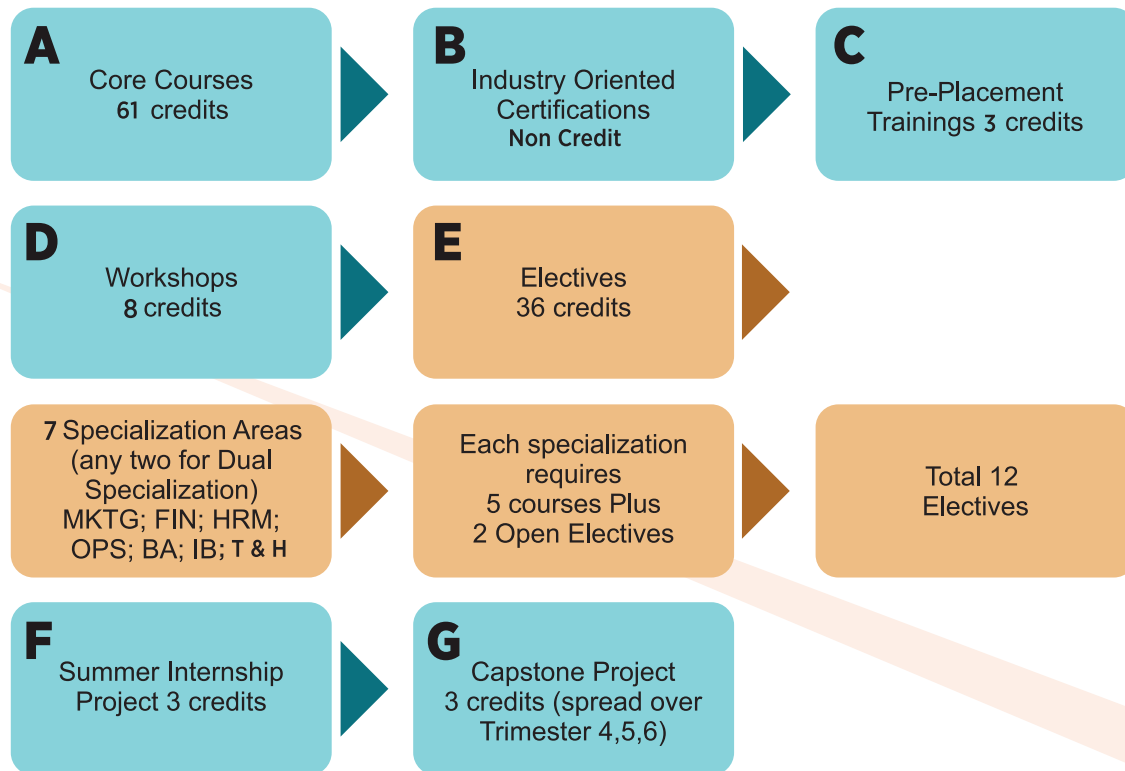 A
Core Courses
61 credits
B
Industry Oriented
Certifications
Non Credit
C
Pre-Placement
Trainings 3 credits
D
Workshops
8 credits
E
Electives
36 credits
7 Specialization Areas
(any two for Dual
Specialization)
MKTG; FIN; HRM;
OPS; BA; IB; T & H
Each specialization
requires
5 courses Plus
2 Open Electives
Total 12
Electives
F
Summer Internship
Project 3 credits
G
Capstone Project
3 credits (spread over
Trimester 4,5,6)